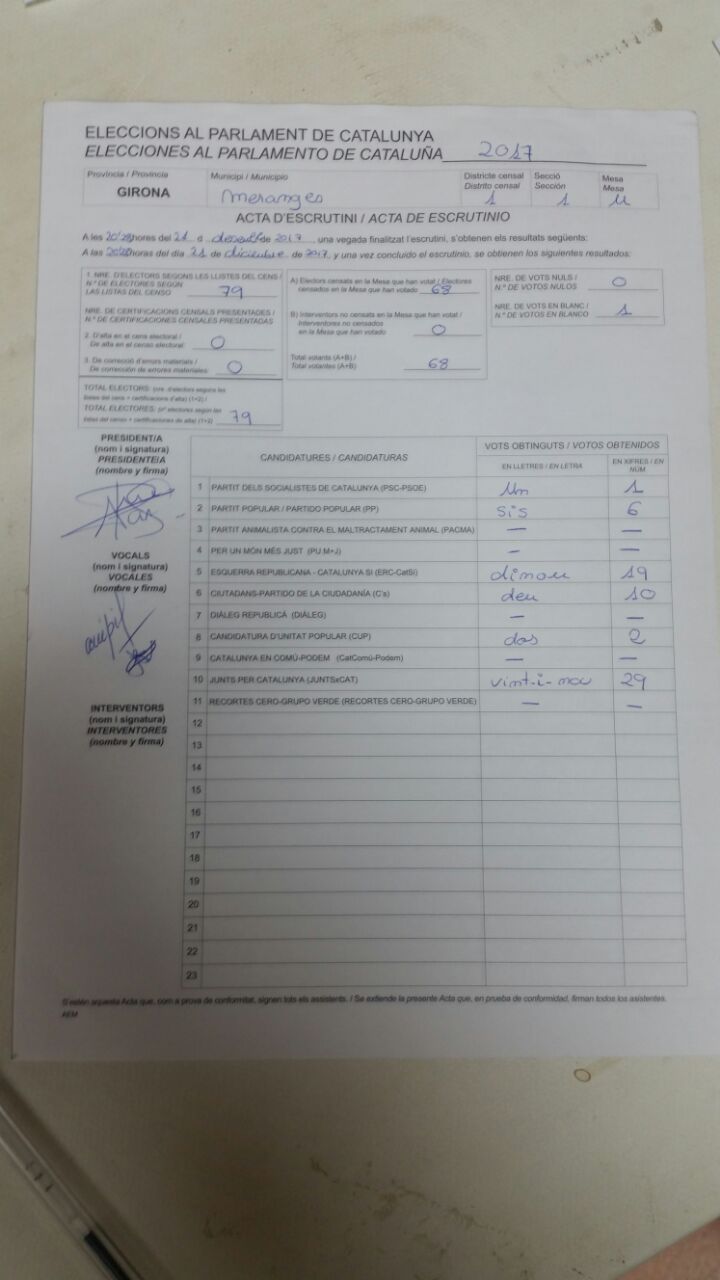 ELECCIONS AL PARLAMENT DE CATALUNYA
ELECCIONES AL PARLAMENTO DE CATALUÑA 2017
Província / Provincia
GIRONA
Municipi / Municipio
Meranges
Districte censal
Distrito censal
1
Secció
Sección
1
Mesa
Mesa
U
ACTA D'ESCRUTINI / ACTA DE ESCRUTINIO
A les 20'28 hores del 21 d desembre de 2017, una vegada finalitzat l'escrutini, s'obtenen els resultats següents:
A las 20'28 horas del día 21 de diciembre de 2017, y una vez concluido el escrutinio, se obtienen los siguientes resultados:
1. NRE. D'ELECTORS SEGONS LES LLISTES DEL CENS /
N.º DE ELECTORES SEGÚN
LAS LISTAS DEL CENSO 79
NRE. DE CERTIFICACIONS CENSALS PRESENTADES /
N.º DE CERTIFICACIONES CENSALES PRESENTADAS
2. D'alta en el cens electoral /
De alta en el censo electoral: 0
3. De correcció d'errors materials /
De corrección de errores materiales: 0
TOTAL ELECTORS: (nre. d'electors segons les
llistes del cens + certificacions d'alta) (1+2) /
TOTAL ELECTORES: (nº electores según las
listas del censo + certificaciones de alta) (1+2) 79
A) Electors censats en la Mesa que han votat / Electores
censados en la Mesa que han votado 68
B) Interventors no censats en la Mesa que han votat /
Interventores no censados
en la Mesa que han votado 0
Total votants (A+B) /
Total votantes (A+B) 68
NRE. DE VOTS NULS /
N.º DE VOTOS NULOS 0
NRE. DE VOTS EN BLANC /
N.º DE VOTOS EN BLANCO 1
PRESIDENT/A
(nom i signatura)
PRESIDENTE/A
(nombre y firma)
VOCALS
(nom i signatura)
VOCALES
(nombre y firma)
INTERVENTORS
(nom i signatura)
INTERVENTORES
(nombre y firma)
CANDIDATURES / CANDIDATURAS
VOTS OBTINGUTS / VOTOS OBTENIDOS
EN LLETRES / EN LETRA
EN XIFRES / EN NÚM.
1 PARTIT DELS SOCIALISTES DE CATALUNYA (PSC-PSOE) Un 1
2 PARTIT POPULAR / PARTIDO POPULAR (PP) sis 6
3 PARTIT ANIMALISTA CONTRA EL MALTRACTAMENT ANIMAL (PACMA) — —
4 PER UN MÓN MÉS JUST (PU M+J) — —
5 ESQUERRA REPUBLICANA - CATALUNYA SÍ (ERC-CatSí) dinou 19
6 CIUTADANS-PARTIDO DE LA CIUDADANÍA (C's) deu 10
7 DIÀLEG REPUBLICÀ (DIÀLEG) — —
8 CANDIDATURA D'UNITAT POPULAR (CUP) dos 2
9 CATALUNYA EN COMÚ-PODEM (CatComú-Podem) — —
10 JUNTS PER CATALUNYA (JUNTSxCAT) vint-i-nou 29
11 RECORTES CERO-GRUPO VERDE (RECORTES CERO-GRUPO VERDE) — —
12
13
14
15
16
17
18
19
20
21
22
23
S'estén aquesta Acta que, com a prova de conformitat, signen tots els assistents. / Se extiende la presente Acta que, en prueba de conformidad, firman todos los asistentes.
AEM